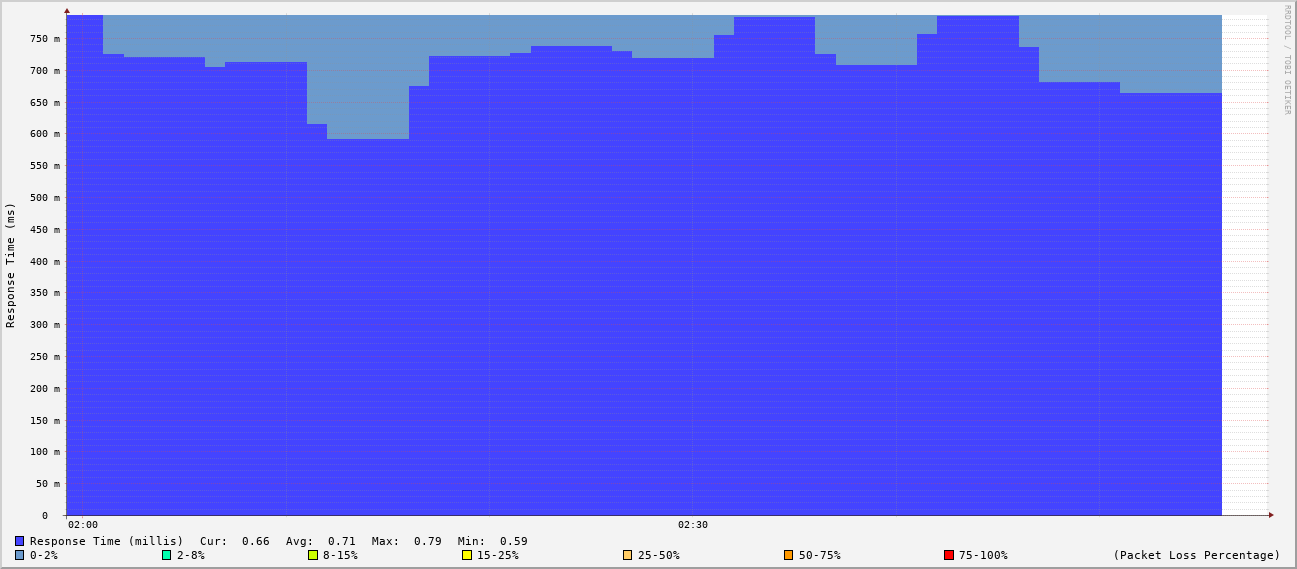 RRDTOOL / TOBI OETIKER
Response Time (ms)
750 m
700 m
650 m
600 m
550 m
500 m
450 m
400 m
350 m
300 m
250 m
200 m
150 m
100 m
50 m
0
02:00 02:30
Response Time (millis) Cur: 0.66 Avg: 0.71 Max: 0.79 Min: 0.59
0-2% 2-8% 8-15% 15-25% 25-50% 50-75% 75-100% (Packet Loss Percentage)